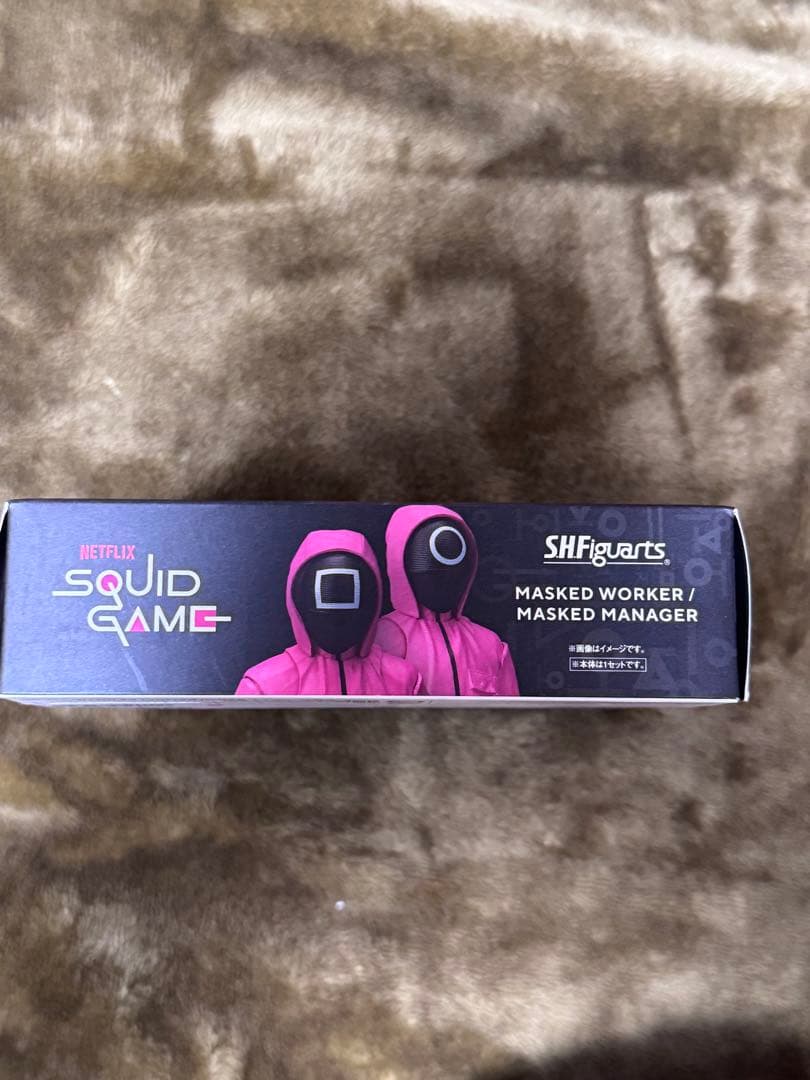 NETFLIX
SQUID
GAME
S.H.Figuarts®
MASKED WORKER /
MASKED MANAGER
※画像はイメージです。
※本体は1セットです。